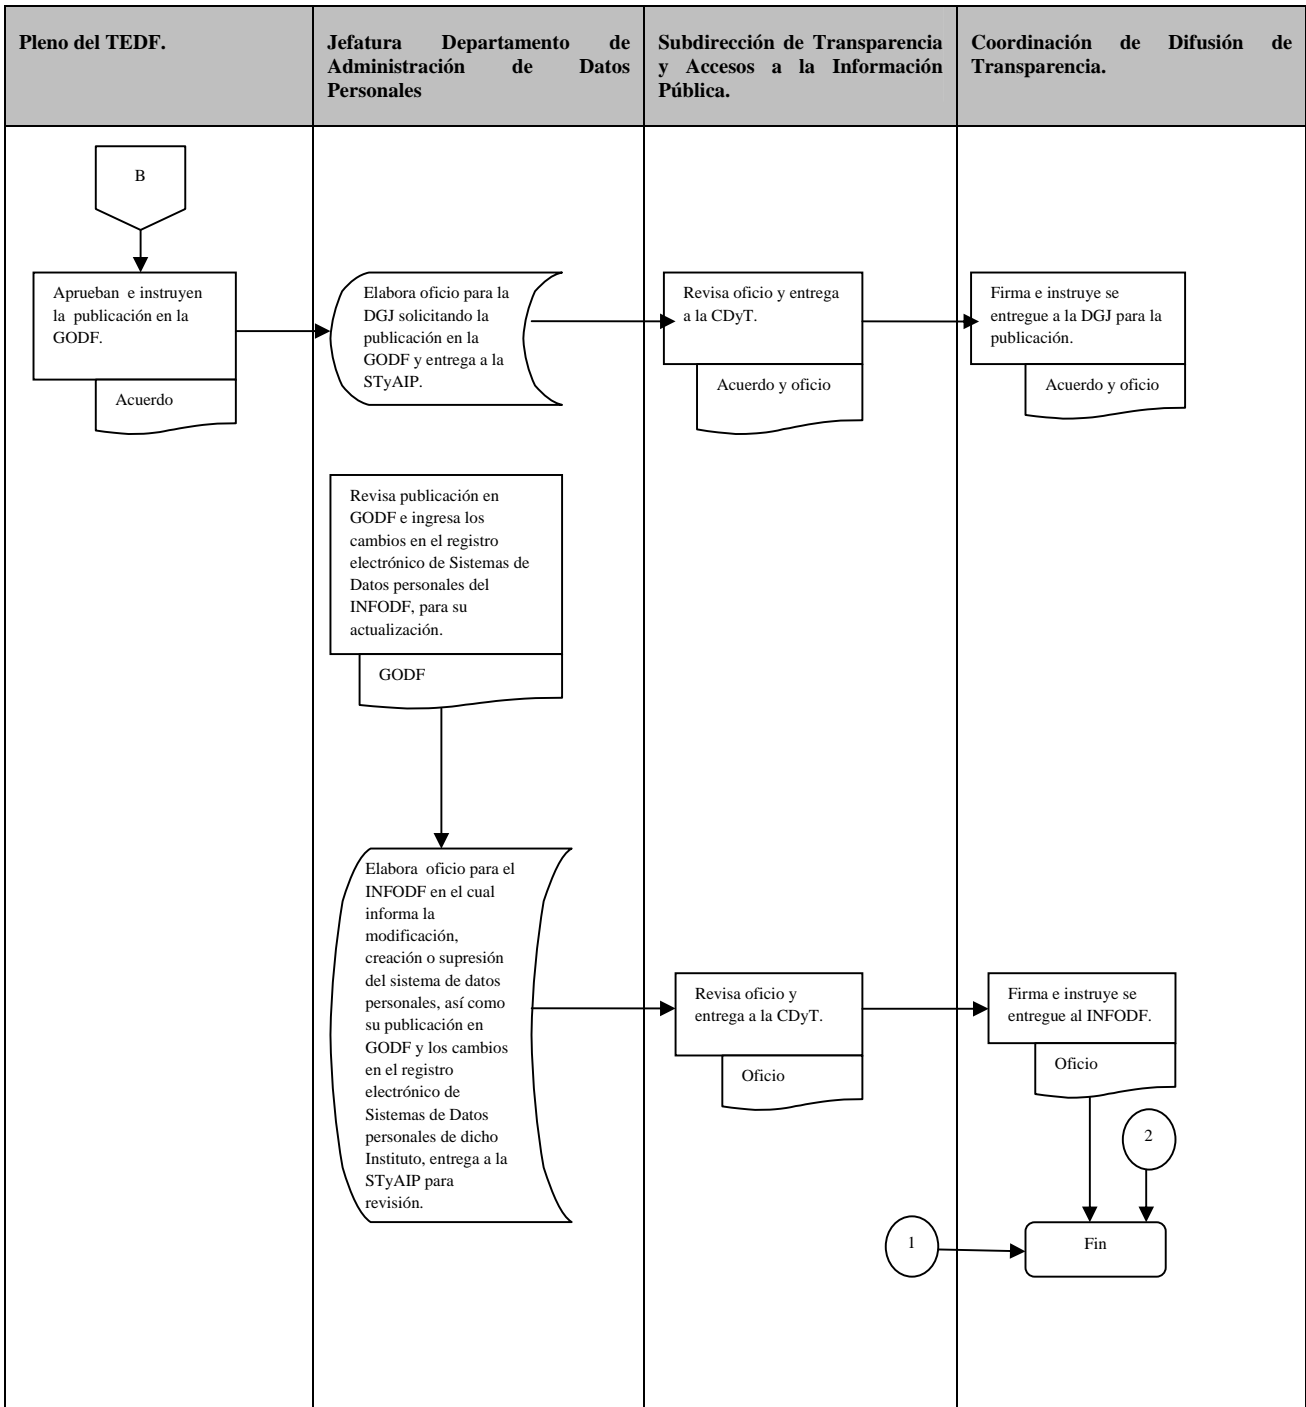 Pleno del TEDF.
Jefatura Departamento de
Administración de Datos
Personales
Subdirección de Transparencia
y Accesos a la Información
Pública.
Coordinación de Difusión de
Transparencia.
B
Aprueban e instruyen
la publicación en la
GODF.
Acuerdo
Elabora oficio para la
DGJ solicitando la
publicación en la
GODF y entrega a la
STyAIP.
Revisa oficio y entrega
a la CDyT.
Acuerdo y oficio
Firma e instruye se
entregue a la DGJ para la
publicación.
Acuerdo y oficio
Revisa publicación en
GODF e ingresa los
cambios en el registro
electrónico de Sistemas de
Datos personales del
INFODF, para su
actualización.
GODF
Elabora oficio para el
INFODF en el cual
informa la
modificación,
creación o supresión
del sistema de datos
personales, así como
su publicación en
GODF y los cambios
en el registro
electrónico de
Sistemas de Datos
personales de dicho
Instituto, entrega a la
STyAIP para
revisión.
Revisa oficio y
entrega a la CDyT.
Oficio
Firma e instruye se
entregue al INFODF.
Oficio
2
1
Fin